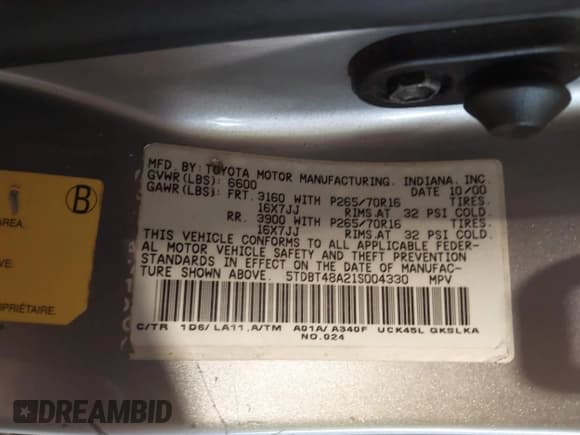 MFD. BY: TOYOTA MOTOR MANUFACTURING, INDIANA, INC.
GVWR(LBS): 6600 DATE 10/00
GAWR(LBS): FRT. 3160 WITH P265/70R16 TIRES.
16X7JJ RIMS.AT 32 PSI COLD.
RR. 3900 WITH P265/70R16 TIRES.
16X7JJ RIMS.AT 32 PSI COLD.
THIS VEHICLE CONFORMS TO ALL APPLICABLE FEDER-
AL MOTOR VEHICLE SAFETY AND THEFT PREVENTION
STANDARDS IN EFFECT ON THE DATE OF MANUFAC-
TURE SHOWN ABOVE. 5TDBT48A21S004330 MPV
C/TR 1D6/ LA11,A/TM A01A/ A340F UCK45L GKSLKA
NO.024
B
AREA.
VE.
PRIÉTAIRE.
DREAMBID